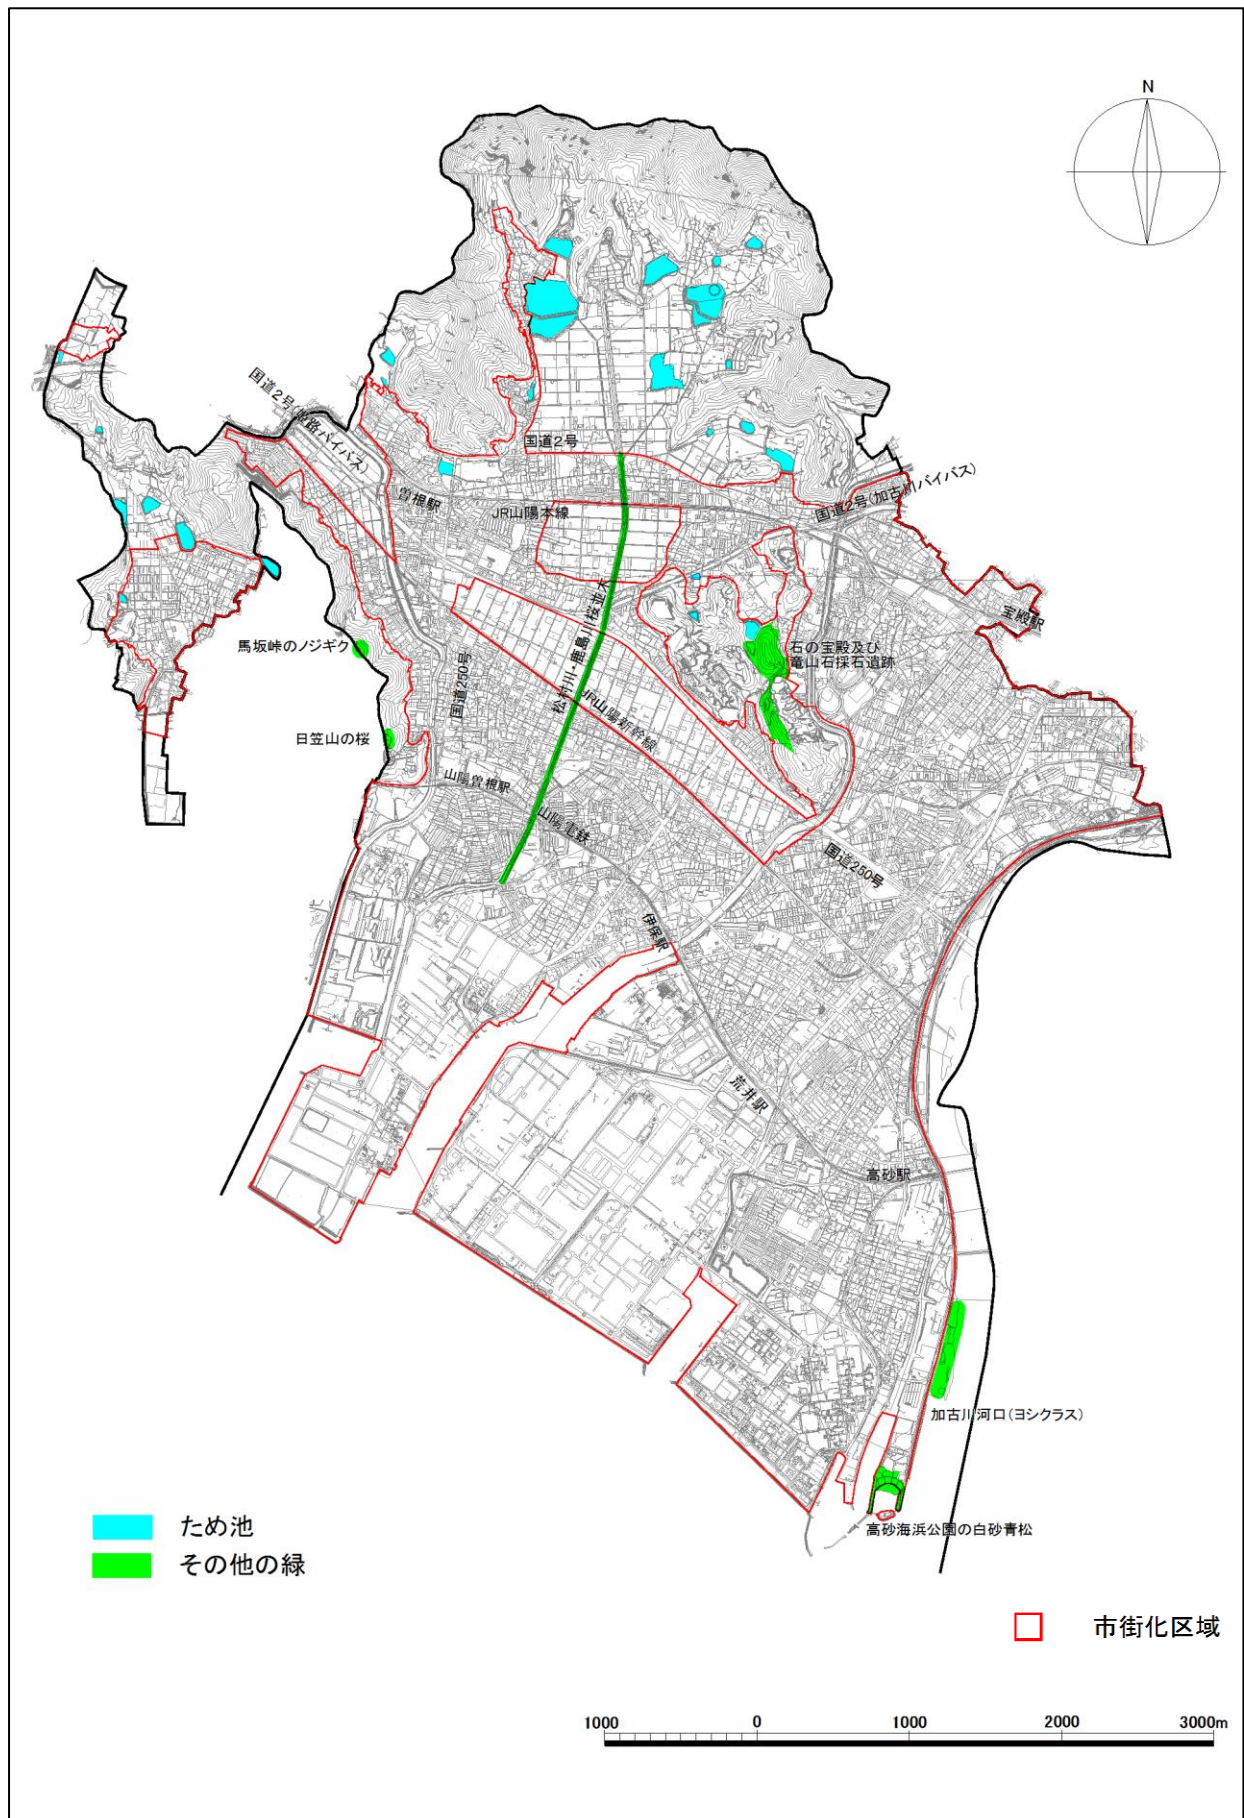 N
国道2号(姫路バイパス)
国道2号
曽根駅
JR山陽本線
国道2号(加古川バイパス)
宝殿駅
馬坂峠のノジギク
石の宝殿及び
竜山石採石遺跡
松村川・鹿島川桜並木
国道250号
JR山陽新幹線
日笠山の桜
山陽曽根駅
山陽電鉄
国道250号
伊保駅
荒井駅
高砂駅
加古川河口(ヨシクラス)
高砂海浜公園の白砂青松
ため池
その他の緑
市街化区域
1000 0 1000 2000 3000m